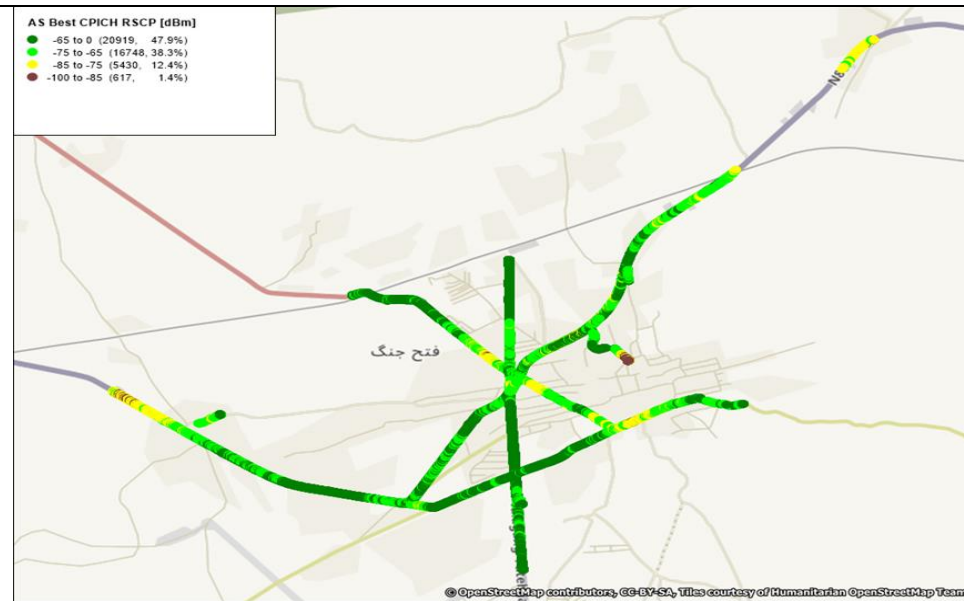 AS Best CPICH RSCP [dBm]
-65 to 0 (20919, 47.9%)
-75 to -65 (16748, 38.3%)
-85 to -75 (5430, 12.4%)
-100 to -85 (617, 1.4%)
N8
فتح جنگ
© OpenStreetMap contributors, CC-BY-SA, Tiles courtesy of Humanitarian OpenStreetMap Team